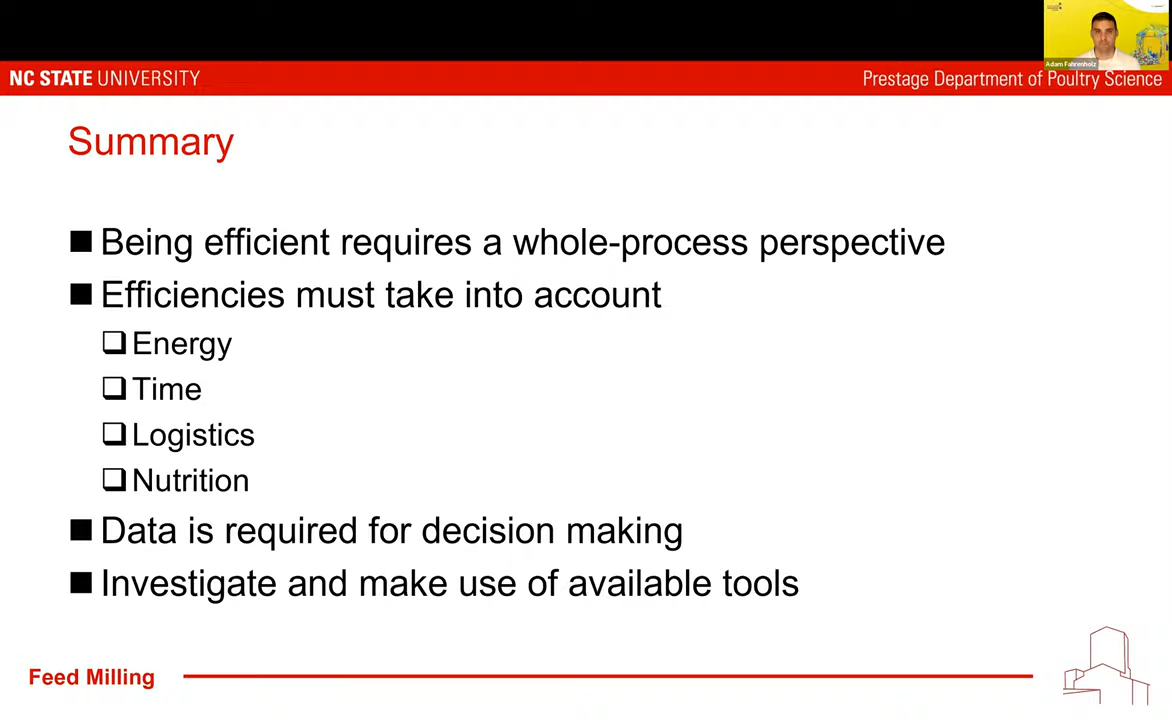 Adam Fahrenholz
NC STATE UNIVERSITY
Prestage Department of Poultry Science
Summary
Being efficient requires a whole-process perspective
Efficiencies must take into account
Energy
Time
Logistics
Nutrition
Data is required for decision making
Investigate and make use of available tools
Feed Milling